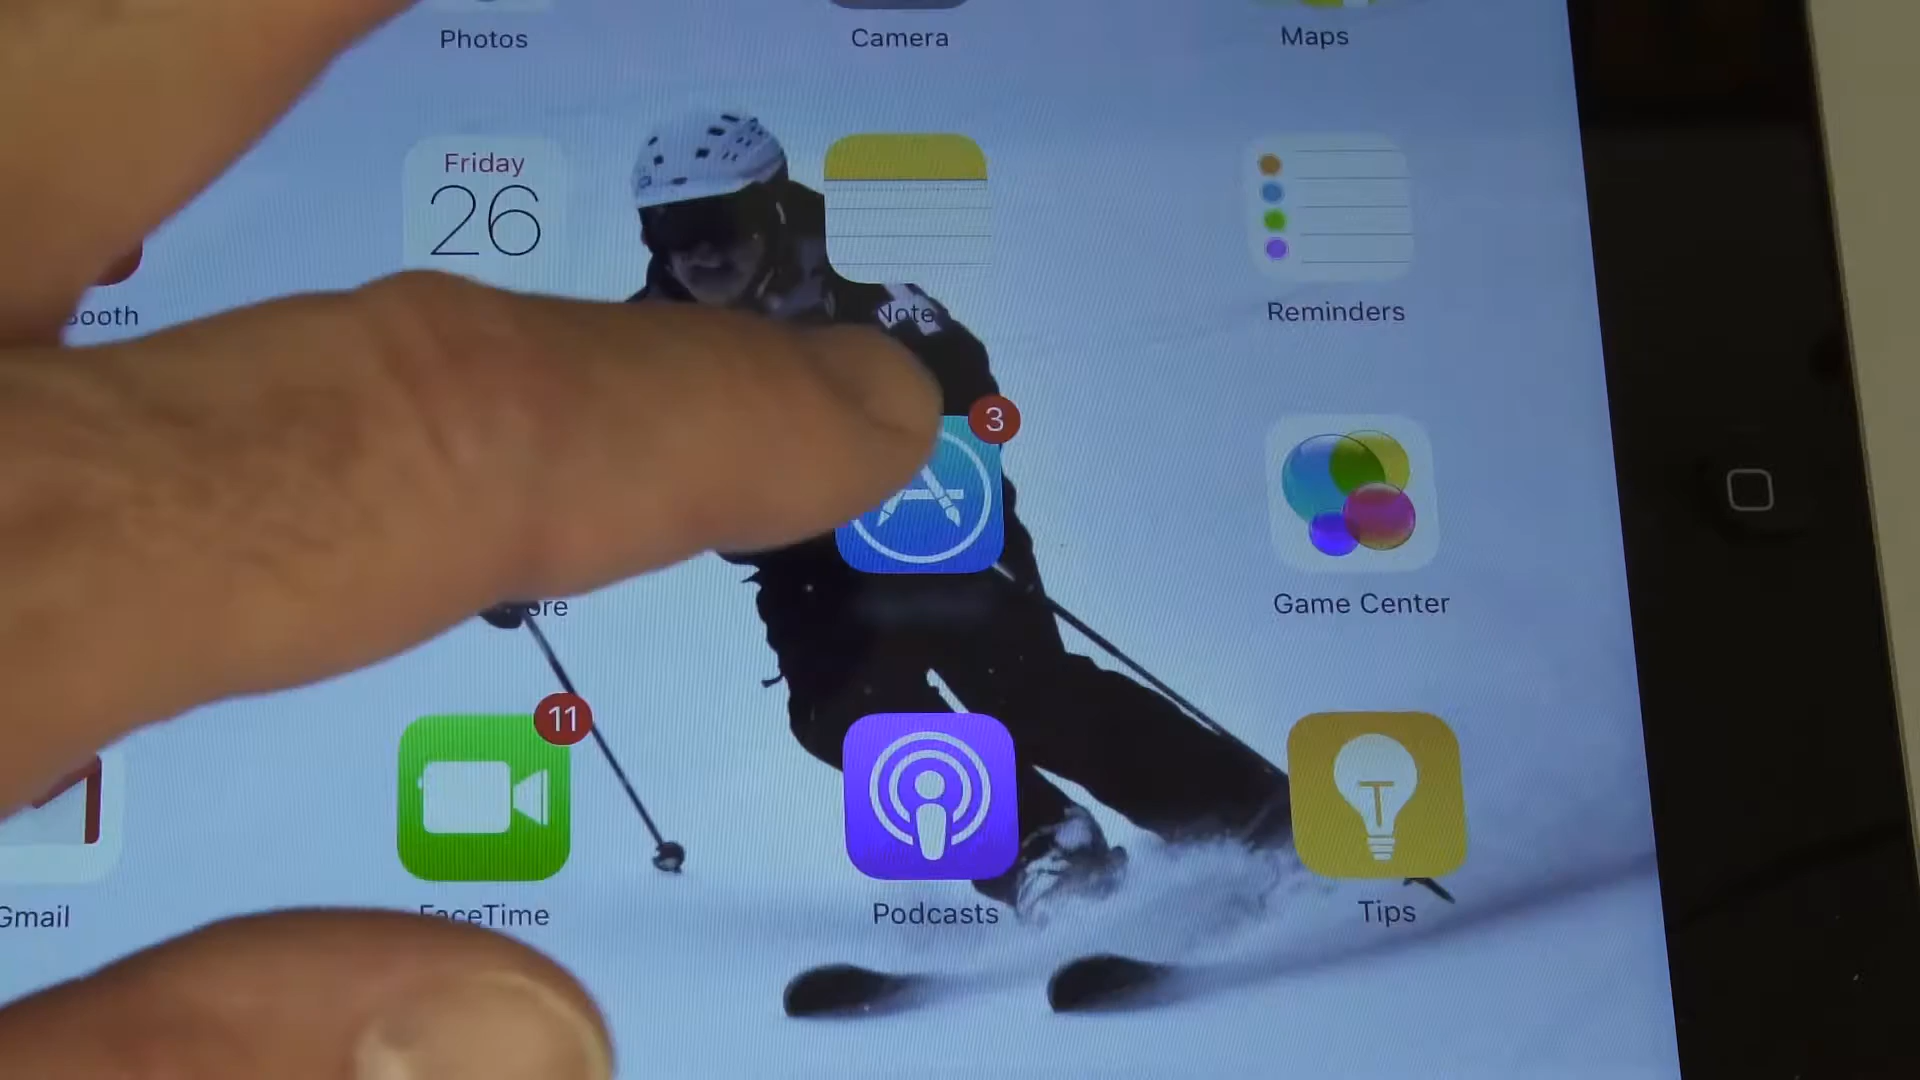 Photos
Camera
Maps
Friday
26
ooth
Note
Reminders
3
ore
Game Center
11
Gmail
FaceTime
Podcasts
Tips